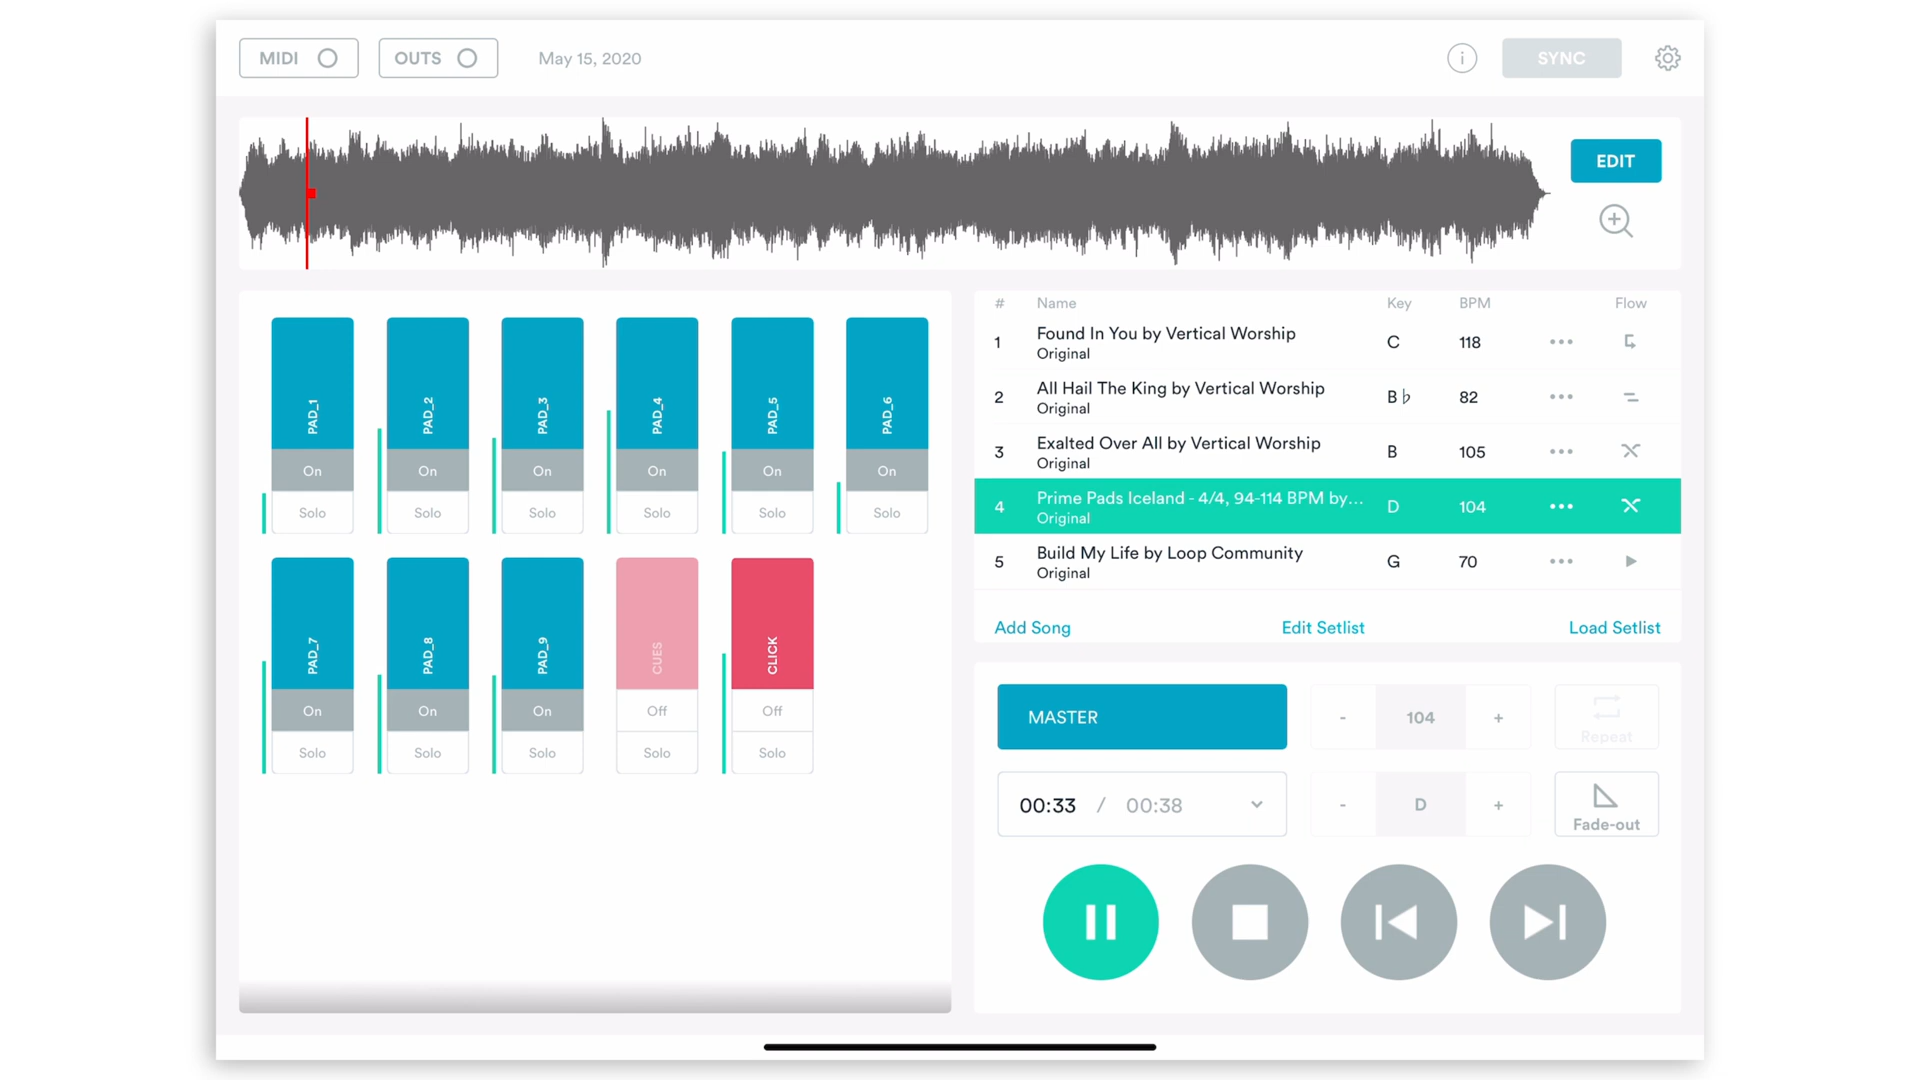 MIDI
OUTS
May 15, 2020
i
SYNC
EDIT
PAD_1
PAD_2
PAD_3
PAD_4
PAD_5
PAD_6
On
On
On
On
On
On
Solo
Solo
Solo
Solo
Solo
Solo
PAD_7
PAD_8
PAD_9
CUES
CLICK
On
On
On
Off
Off
Solo
Solo
Solo
Solo
Solo
# Name Key BPM Flow
1 Found In You by Vertical Worship C 118
Original
2 All Hail The King by Vertical Worship B♭ 82
Original
3 Exalted Over All by Vertical Worship B 105
Original
4 Prime Pads Iceland - 4/4, 94-114 BPM by... D 104
Original
5 Build My Life by Loop Community G 70
Original
Add Song
Edit Setlist
Load Setlist
MASTER
- 104 +
Repeat
00:33 / 00:38
- D +
Fade-out